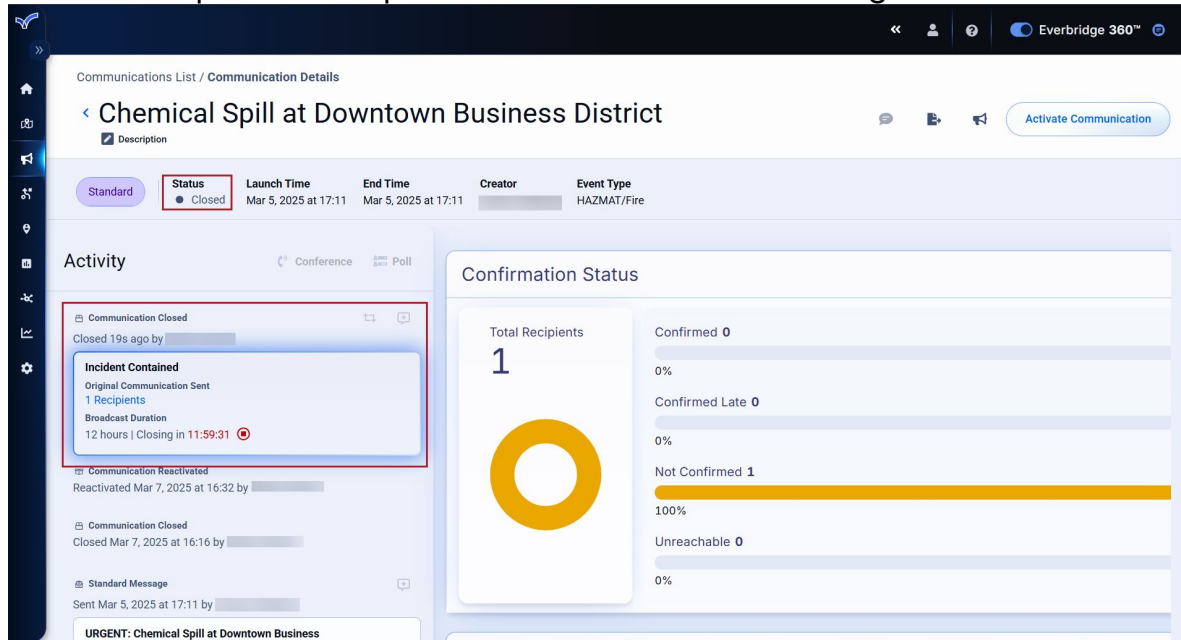 Everbridge 360™
Communications List / Communication Details
Chemical Spill at Downtown Business District
Description
Activate Communication
Standard
Status
Closed
Launch Time
Mar 5, 2025 at 17:11
End Time
Mar 5, 2025 at 17:11
Creator
Event Type
HAZMAT/Fire
Activity
Conference
Poll
Communication Closed
Closed 19s ago by
Incident Contained
Original Communication Sent
1 Recipients
Broadcast Duration
12 hours | Closing in 11:59:31
Communication Reactivated
Reactivated Mar 7, 2025 at 16:32 by
Communication Closed
Closed Mar 7, 2025 at 16:16 by
Standard Message
Sent Mar 5, 2025 at 17:11 by
URGENT: Chemical Spill at Downtown Business
Confirmation Status
Total Recipients
1
Confirmed 0
0%
Confirmed Late 0
0%
Not Confirmed 1
100%
Unreachable 0
0%